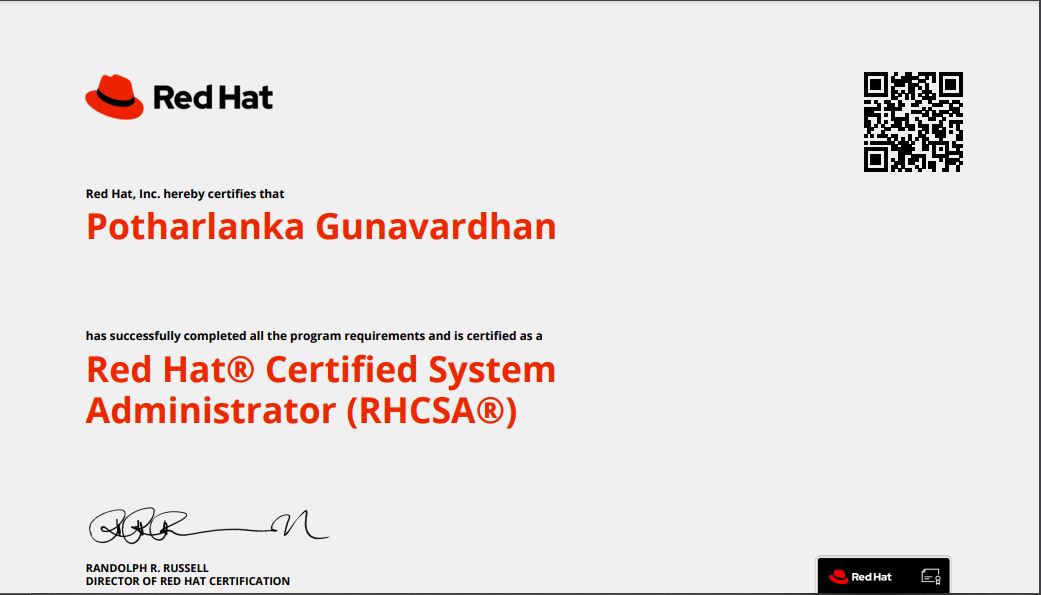 Red Hat
Red Hat, Inc. hereby certifies that
Potharlanka Gunavardhan
has successfully completed all the program requirements and is certified as a
Red Hat® Certified System
Administrator (RHCSA®)
RANDOLPH R. RUSSELL
DIRECTOR OF RED HAT CERTIFICATION
Red Hat